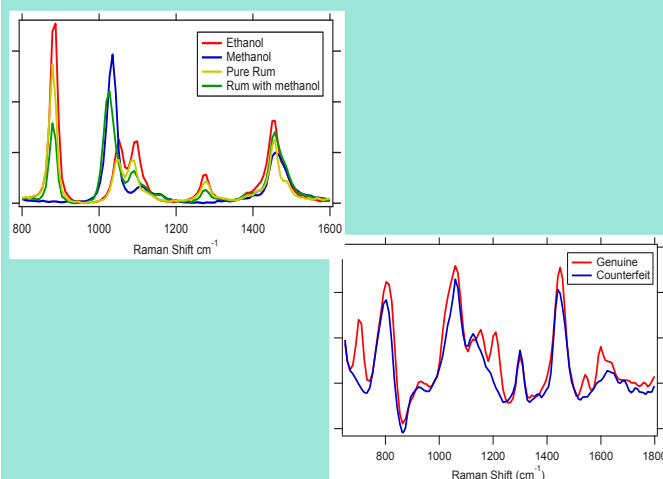 Ethanol
Methanol
Pure Rum
Rum with methanol
800 1000 1200 1400 1600
Raman Shift cm-1
Genuine
Counterfeit
800 1000 1200 1400 1600 1800
Raman Shift (cm-1)